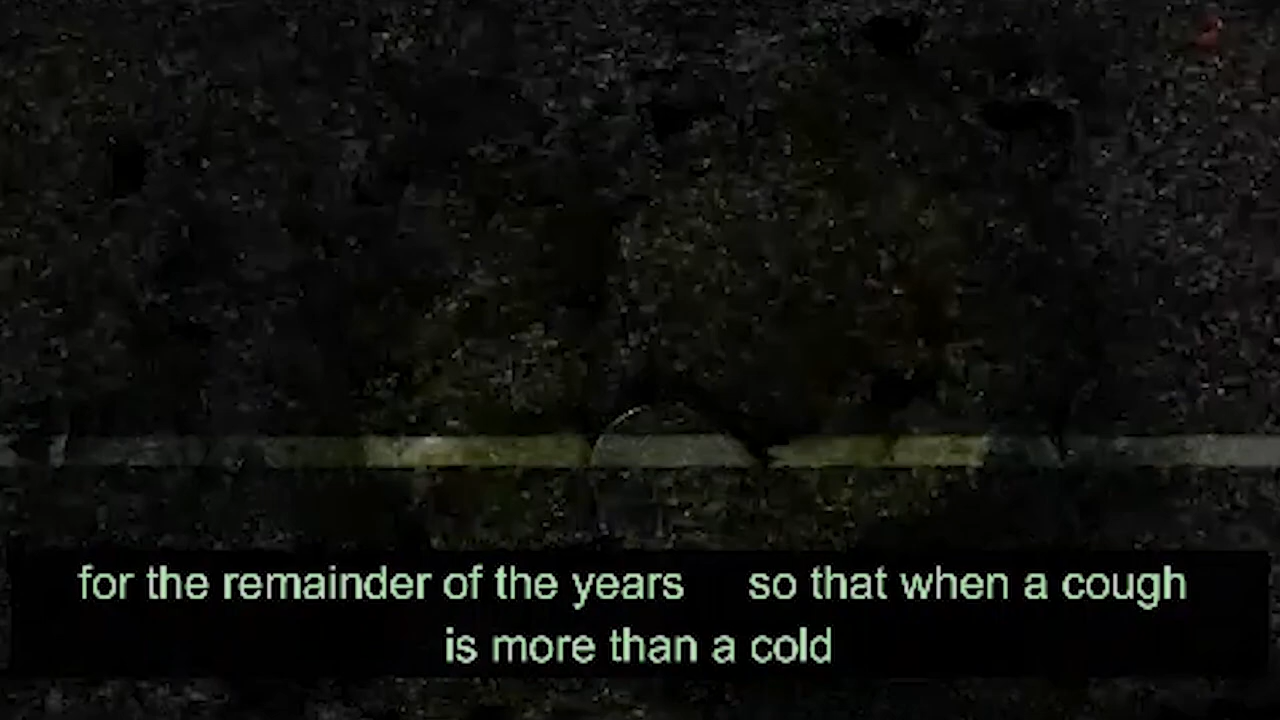 for the remainder of the years so that when a cough
is more than a cold